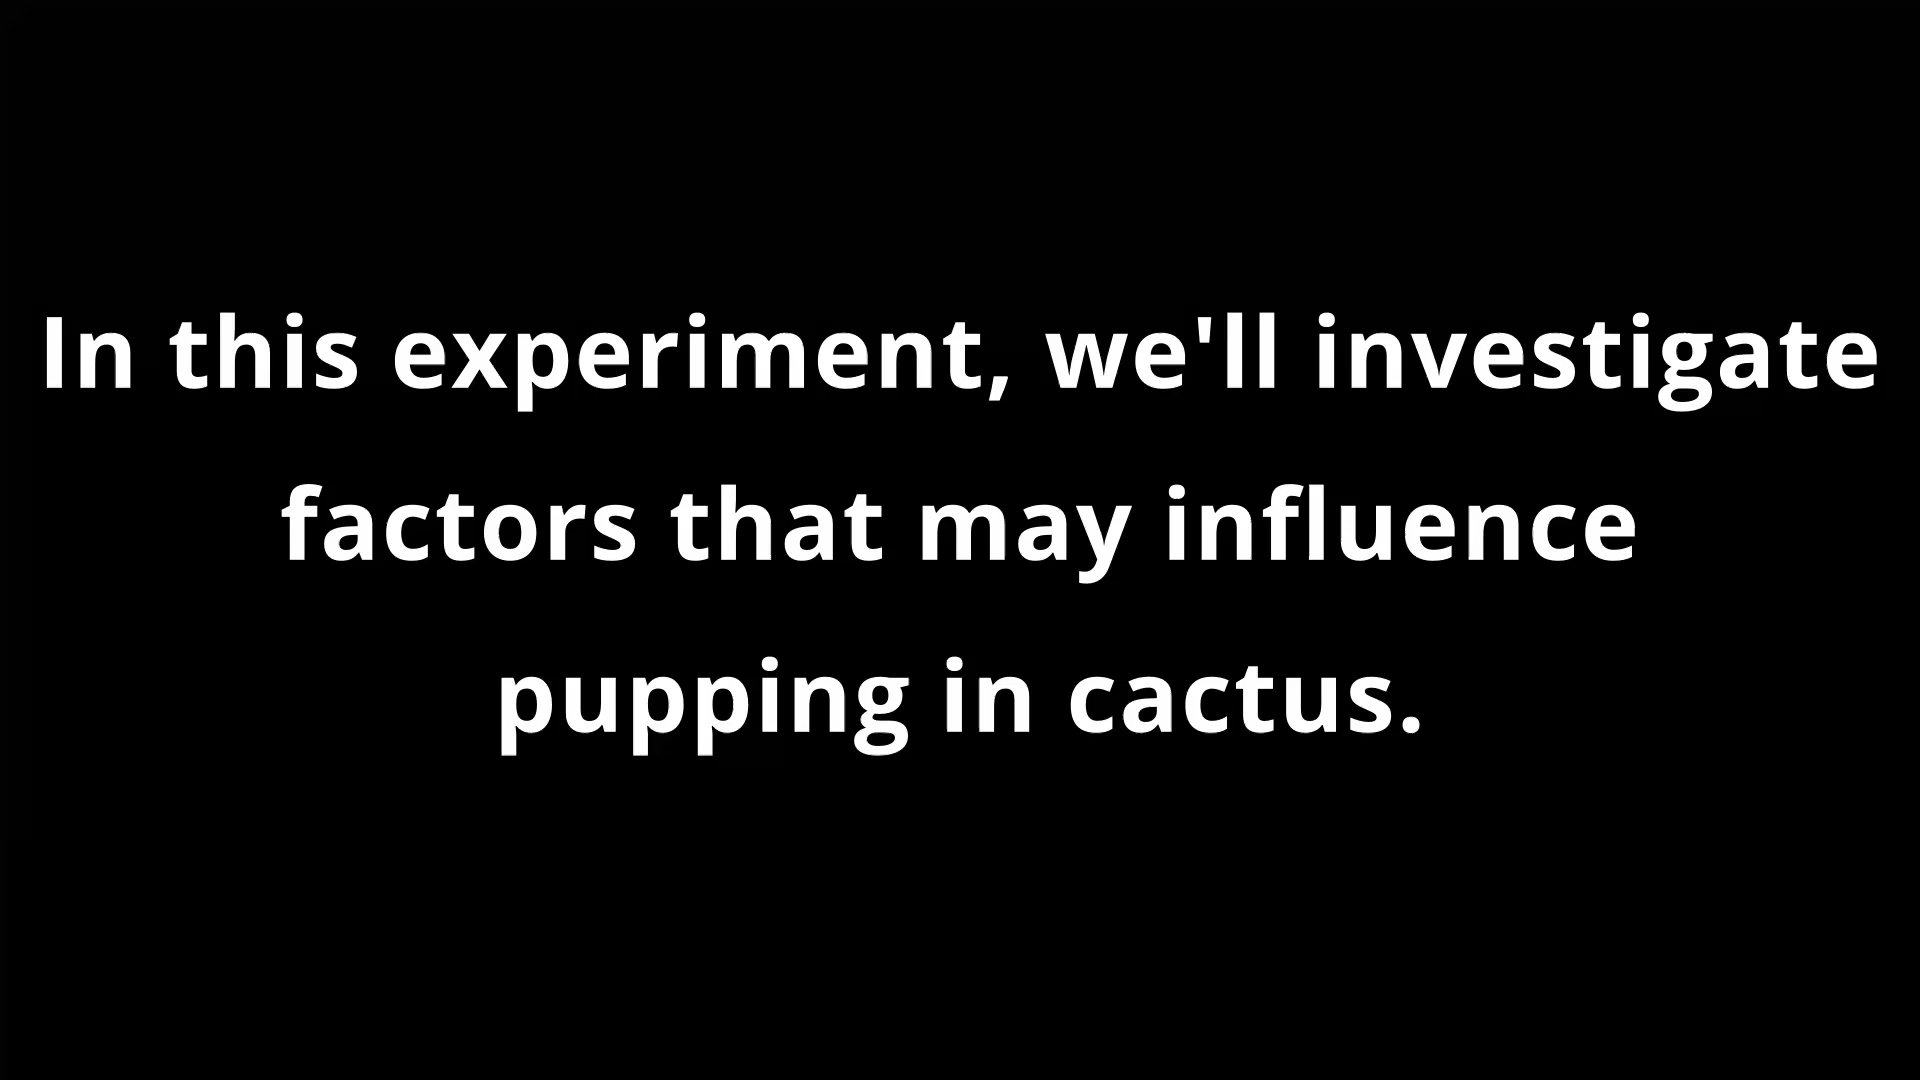 In this experiment, we'll investigate
factors that may influence
pupping in cactus.